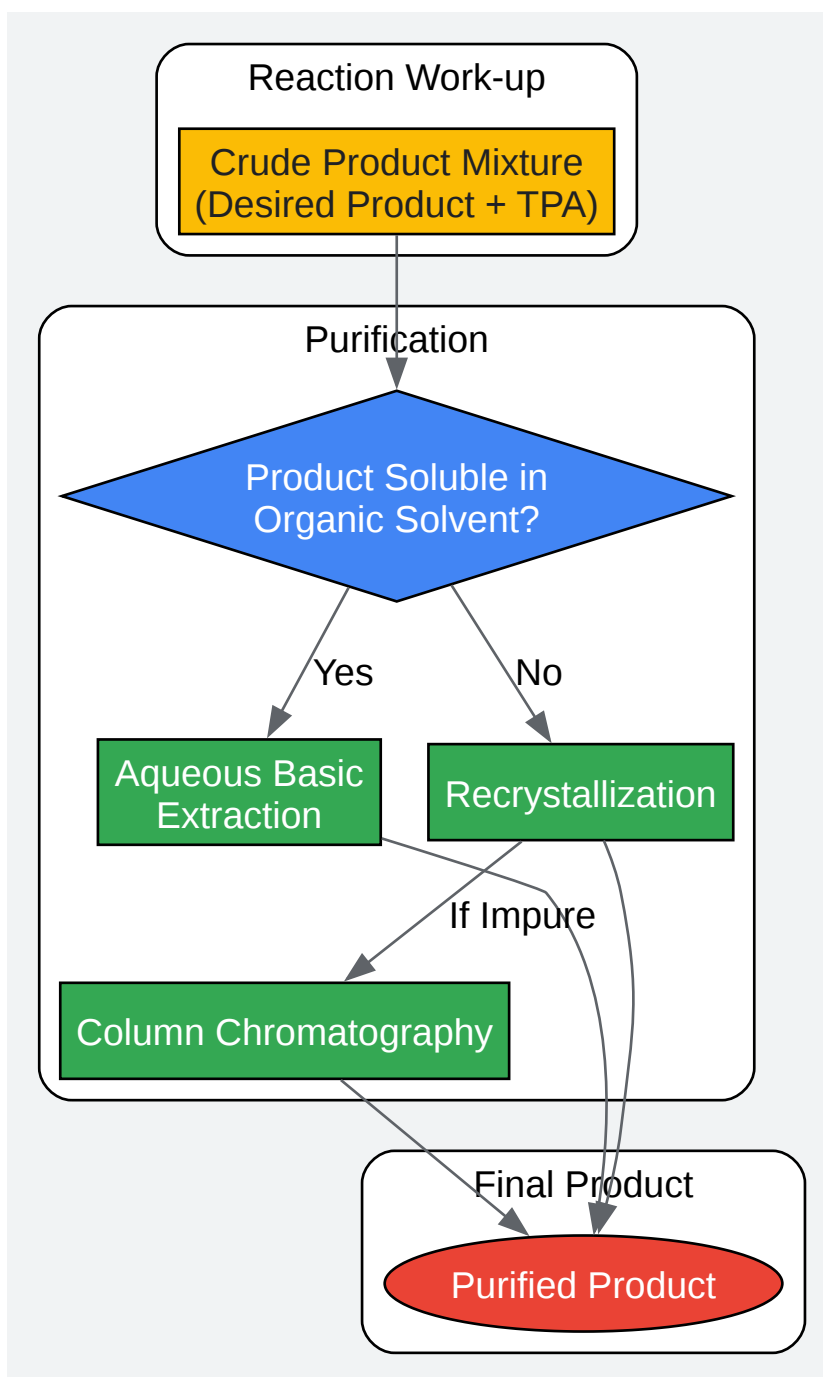 Reaction Work-up
Crude Product Mixture
(Desired Product + TPA)
Purification
Product Soluble in
Organic Solvent?
Yes
No
Aqueous Basic
Extraction
Recrystallization
If Impure
Column Chromatography
Final Product
Purified Product